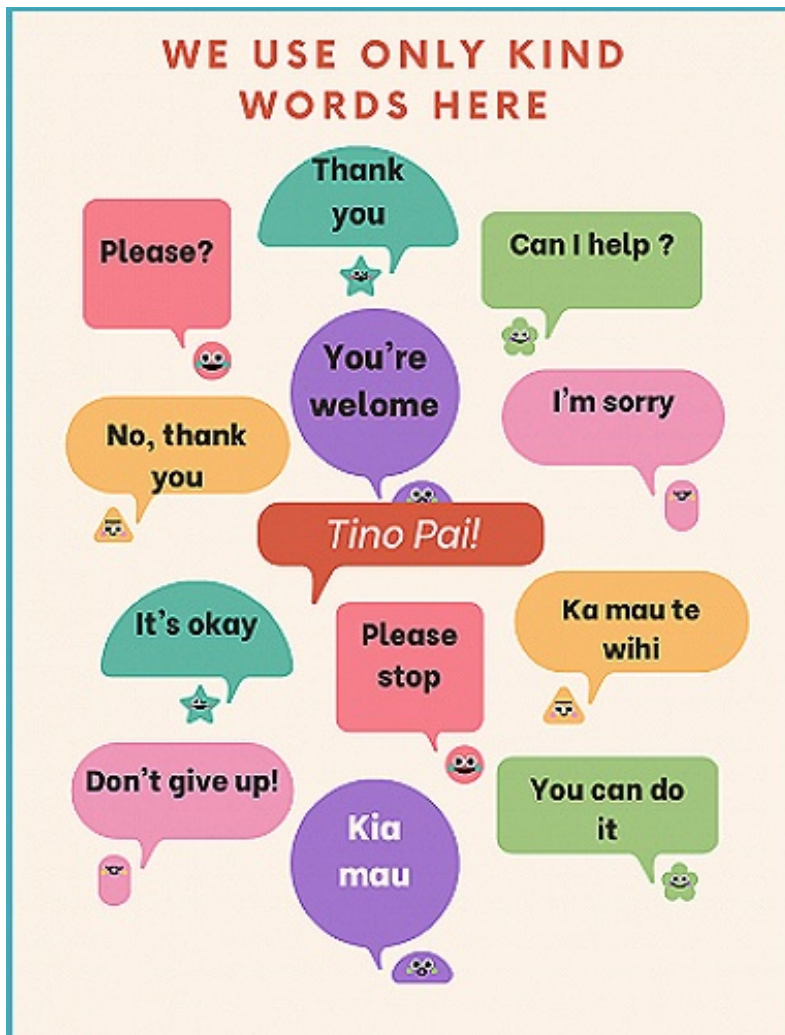 WE USE ONLY KIND
WORDS HERE
Thank
you
Please?
Can I help ?
You're
welome
I'm sorry
No, thank
you
Tino Pai!
It's okay
Please
stop
Ka mau te
wihi
Don't give up!
Kia
mau
You can do
it